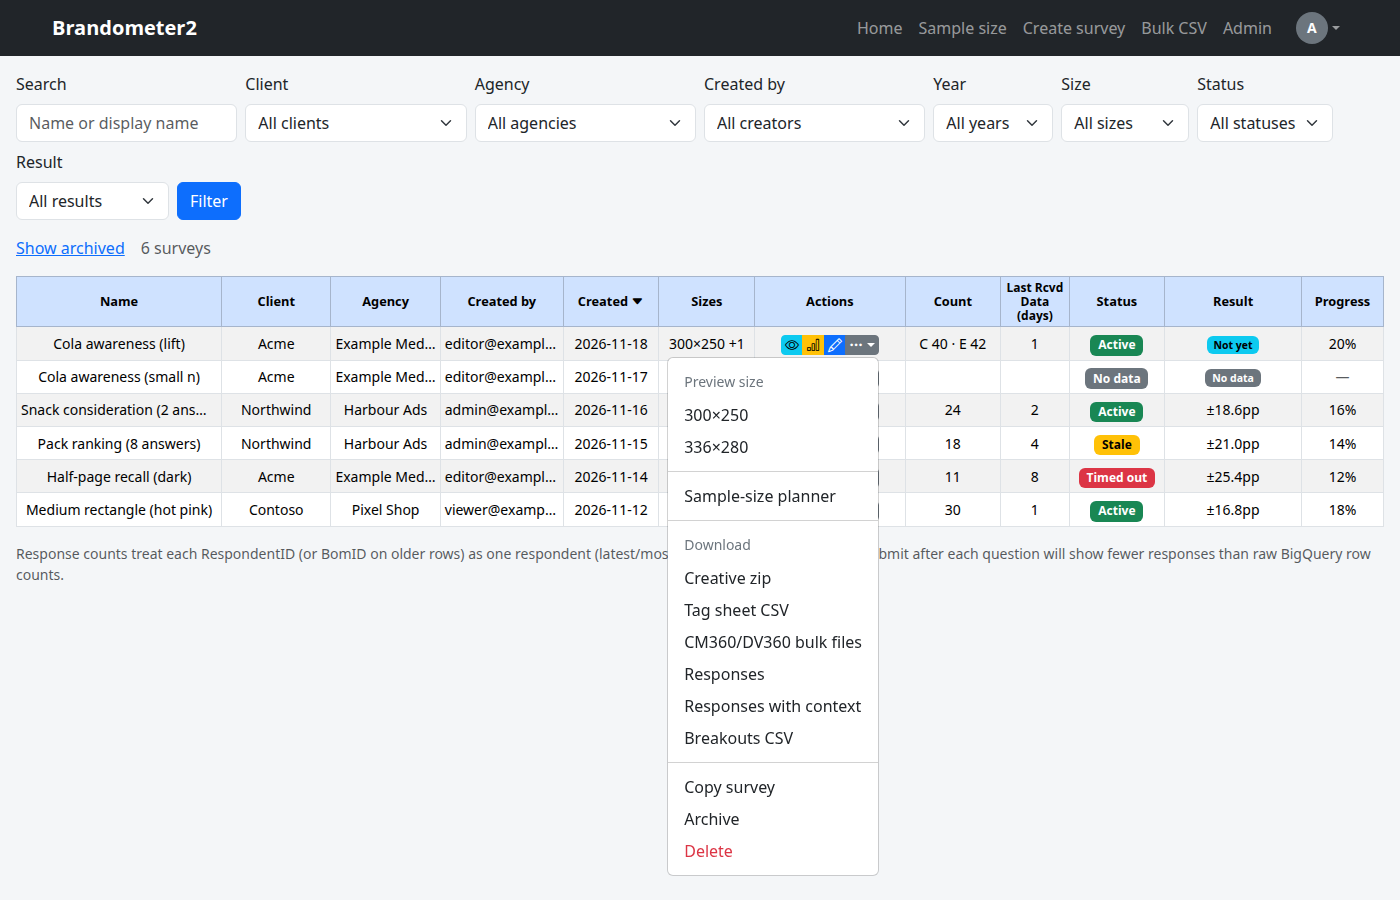 Brandometer2
Home Sample size Create survey Bulk CSV Admin A
Search Client Agency Created by Year Size Status
Name or display name All clients All agencies All creators All years All sizes All statuses
Result
All results Filter
Show archived 6 surveys
Name Client Agency Created by Created Sizes Actions Count Last Rcvd Data (days) Status Result Progress
Cola awareness (lift) Acme Example Med... editor@exampl... 2026-11-18 300×250 +1 C 40 · E 42 1 Active Not yet 20%
Cola awareness (small n) Acme Example Med... editor@exampl... 2026-11-17 No data No data —
Snack consideration (2 ans... Northwind Harbour Ads admin@exampl... 2026-11-16 24 2 Active ±18.6pp 16%
Pack ranking (8 answers) Northwind Harbour Ads admin@exampl... 2026-11-15 18 4 Stale ±21.0pp 14%
Half-page recall (dark) Acme Example Med... editor@exampl... 2026-11-14 11 8 Timed out ±25.4pp 12%
Medium rectangle (hot pink) Contoso Pixel Shop viewer@examp... 2026-11-12 30 1 Active ±16.8pp 18%
Preview size
300×250
336×280
Sample-size planner
Download
Creative zip
Tag sheet CSV
CM360/DV360 bulk files
Responses
Responses with context
Breakouts CSV
Copy survey
Archive
Delete
Response counts treat each RespondentID (or BomID on older rows) as one respondent after each question will show fewer responses than raw BigQuery row
counts.